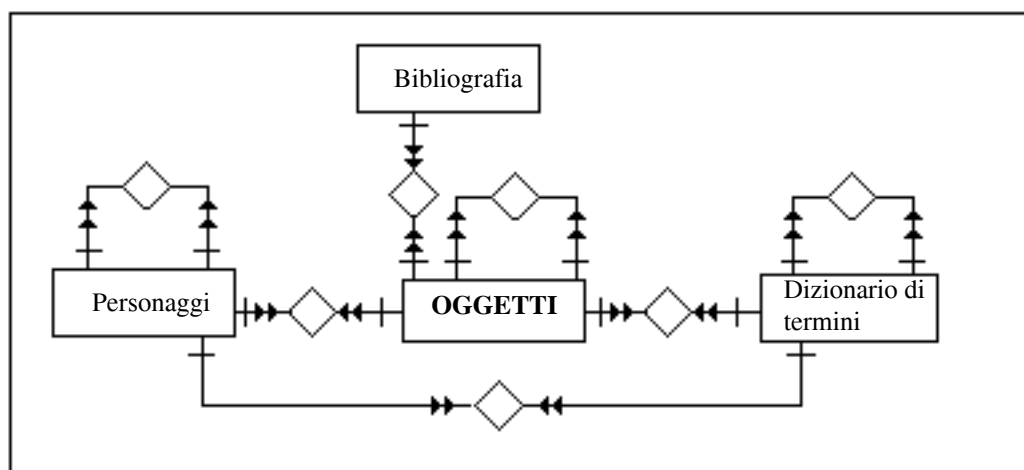 Bibliografia
Personaggi
OGGETTI
Dizionario di
termini